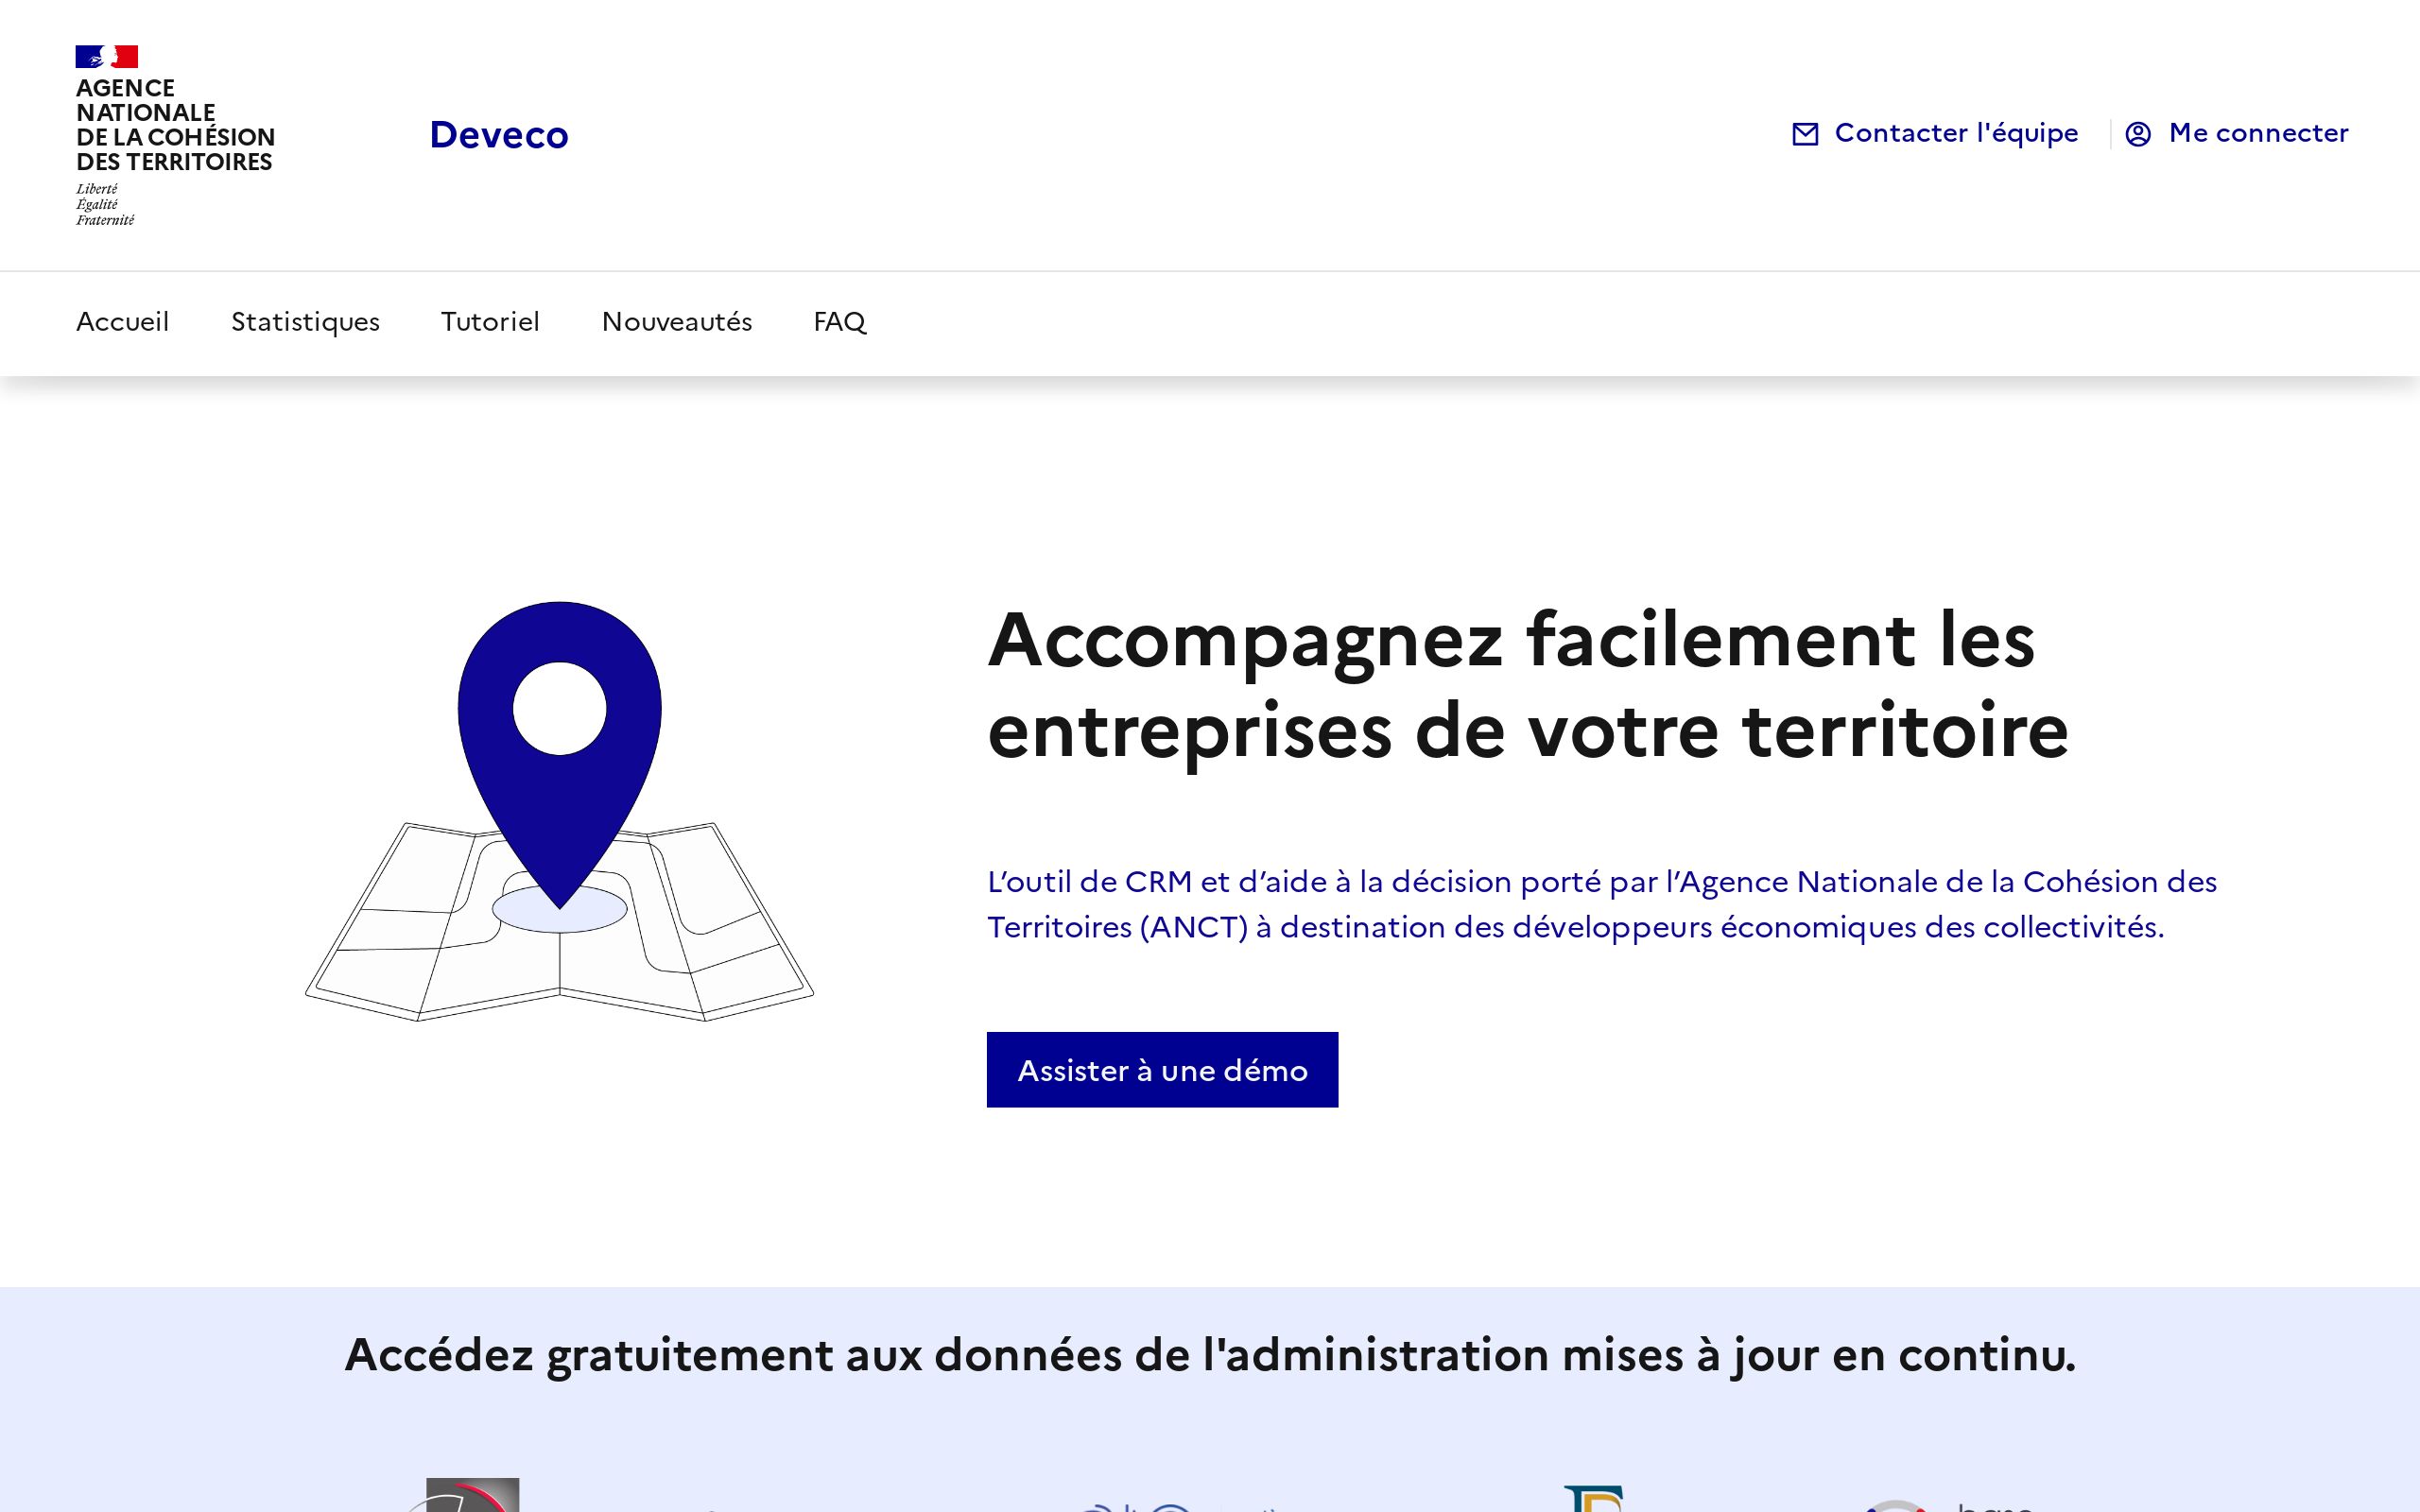 AGENCE
NATIONALE
DE LA COHÉSION
DES TERRITOIRES
Liberté
Égalité
Fraternité
Deveco
Contacter l'équipe
Me connecter
Accueil
Statistiques
Tutoriel
Nouveautés
FAQ
Accompagnez facilement les
entreprises de votre territoire
L’outil de CRM et d’aide à la décision porté par l’Agence Nationale de la Cohésion des
Territoires (ANCT) à destination des développeurs économiques des collectivités.
Assister à une démo
Accédez gratuitement aux données de l'administration mises à jour en continu.